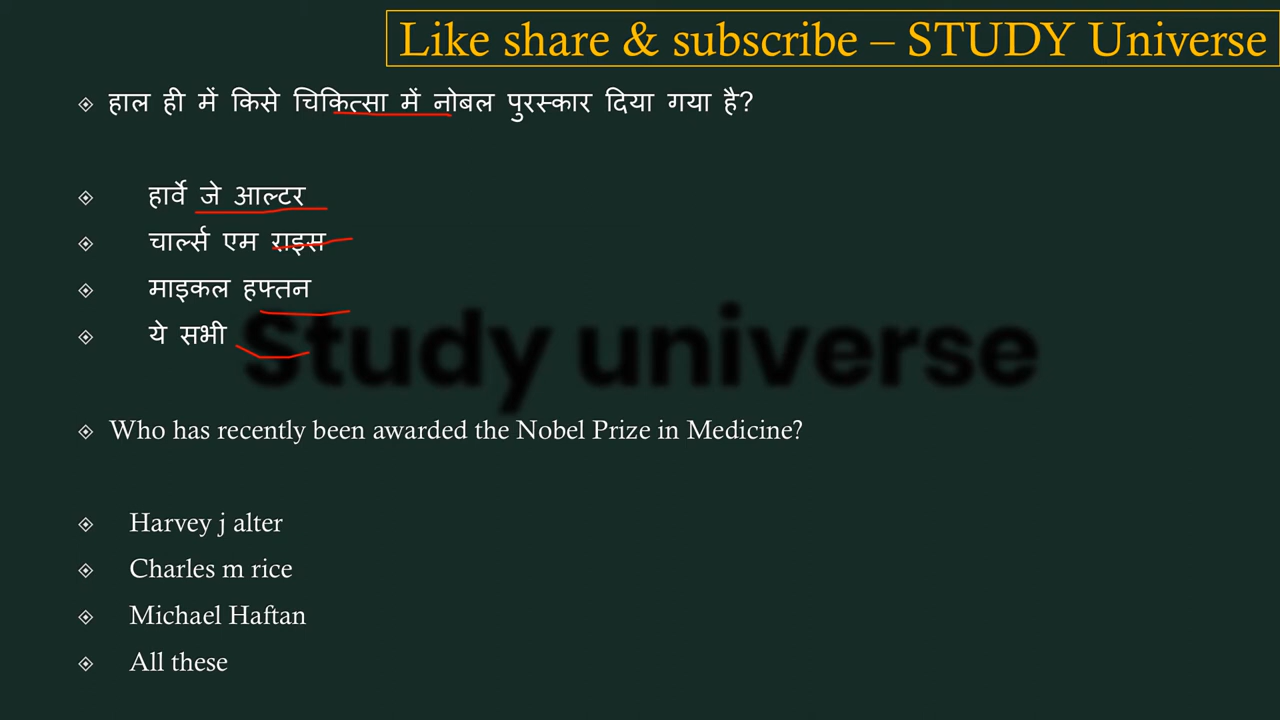 Like share & subscribe – STUDY Universe
हाल ही में किसे चिकित्सा में नोबल पुरस्कार दिया गया है?
हार्वे जे आल्टर
चार्ल्स एम राइस
माइकल हफ्तन
ये सभी
Study universe
Who has recently been awarded the Nobel Prize in Medicine?
Harvey j alter
Charles m rice
Michael Haftan
All these